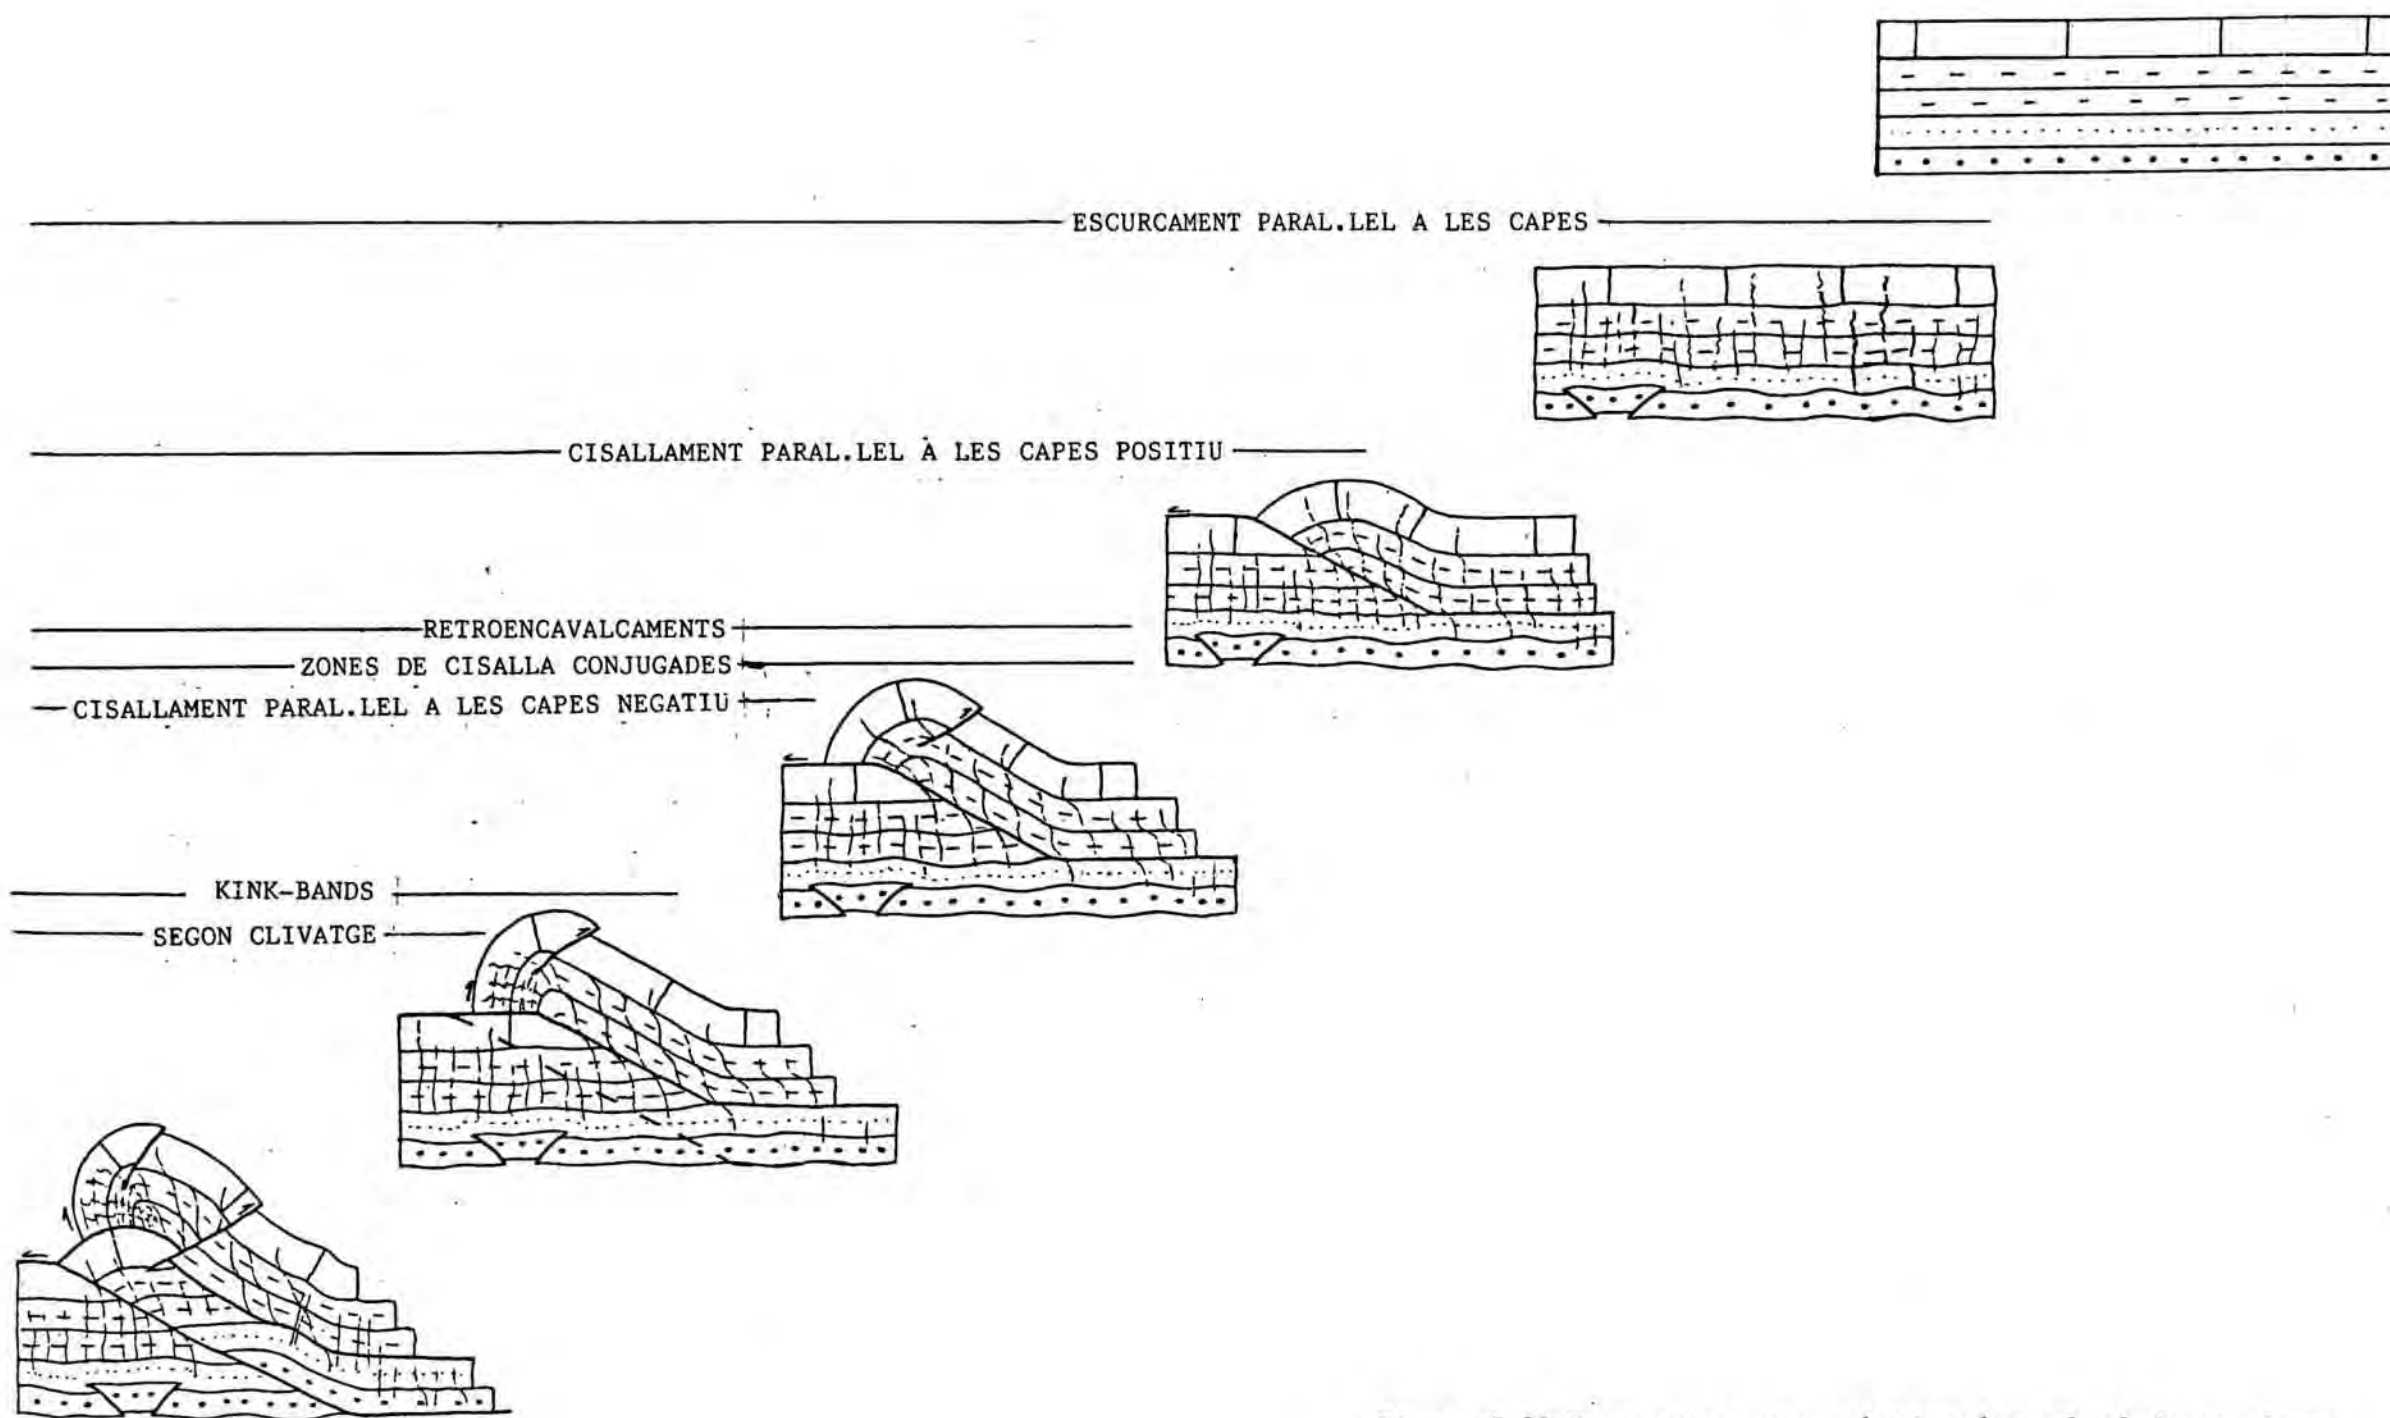 ESCURCAMENT PARAL.LEL A LES CAPES
CISALLAMENT PARAL.LEL A LES CAPES POSITIU
RETROENCAVALCAMENTS
ZONES DE CISALLA CONJUGADES
CISALLAMENT PARAL.LEL A LES CAPES NEGATIU
KINK-BANDS
SEGON CLIVATGE